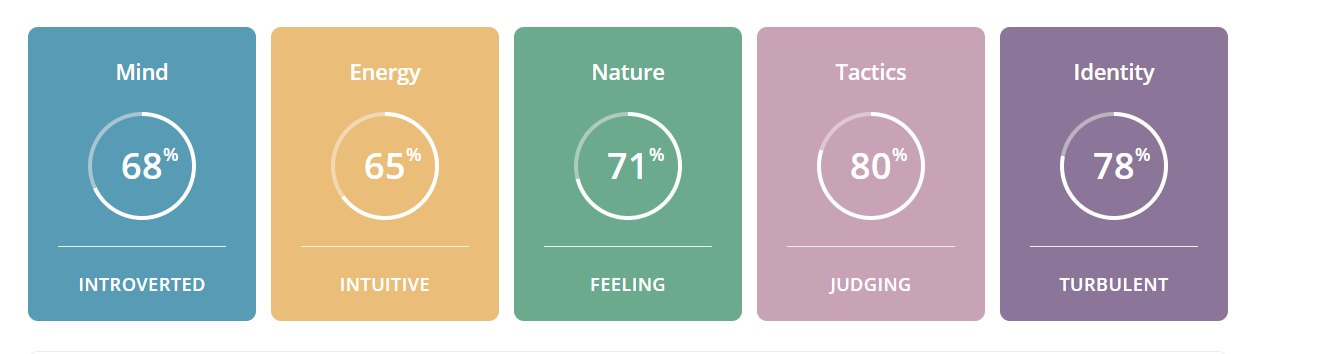 Mind
68%
INTROVERTED
Energy
65%
INTUITIVE
Nature
71%
FEELING
Tactics
80%
JUDGING
Identity
78%
TURBULENT